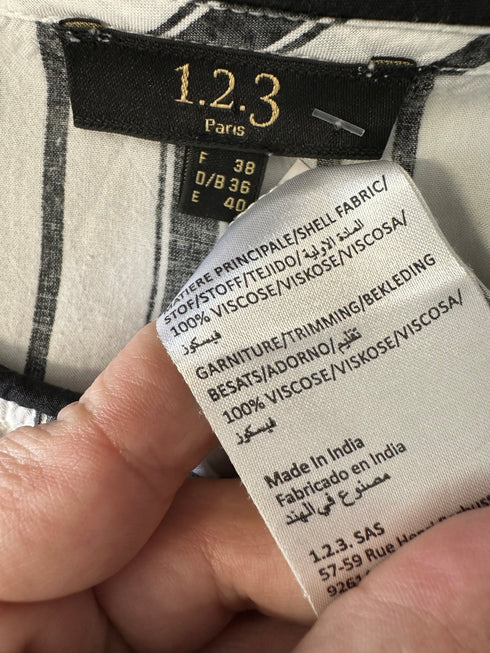 1.2.3
Paris
F 38
D/B 36
E 40
MATIERE PRINCIPALE/SHELL FABRIC/
STOF/STOFF/TEJIDO/ المادة الأولية/
100% VISCOSE/VISKOSE/VISCOSA/
فيسكوز
GARNITURE/TRIMMING/BEKLEDING
BESATS/ADORNO/ تقليم/
100% VISCOSE/VISKOSE/VISCOSA/
فيسكوز
Made In India
Fabricado en India
مصنوع في الهند
1.2.3. SAS
57-59 Rue Henri